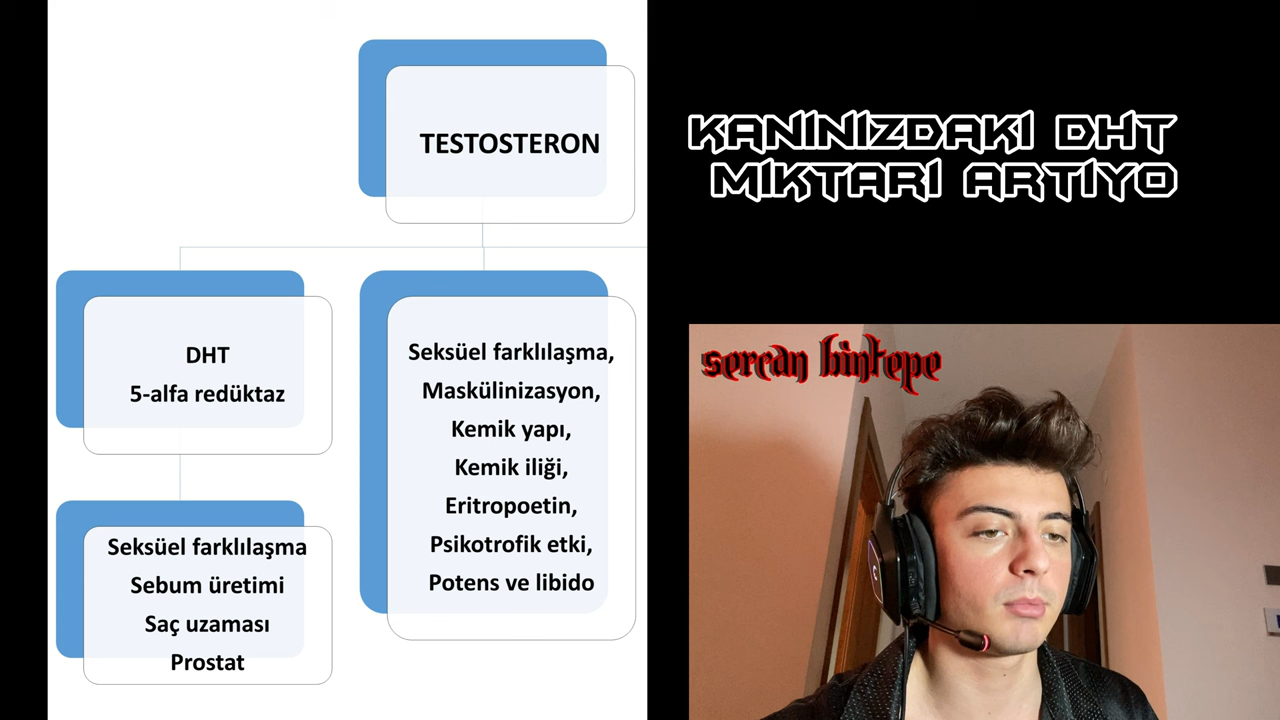 TESTOSTERON
DHT
5-alfa redüktaz
Seksüel farklılaşma
Sebum üretimi
Saç uzaması
Prostat
Seksüel farklılaşma,
Maskülinizasyon,
Kemik yapı,
Kemik iliği,
Eritropoetin,
Psikotrofik etki,
Potens ve libido
KANINIZDAKI DHT
MIKTARI ARTIYO
sercan bintepe